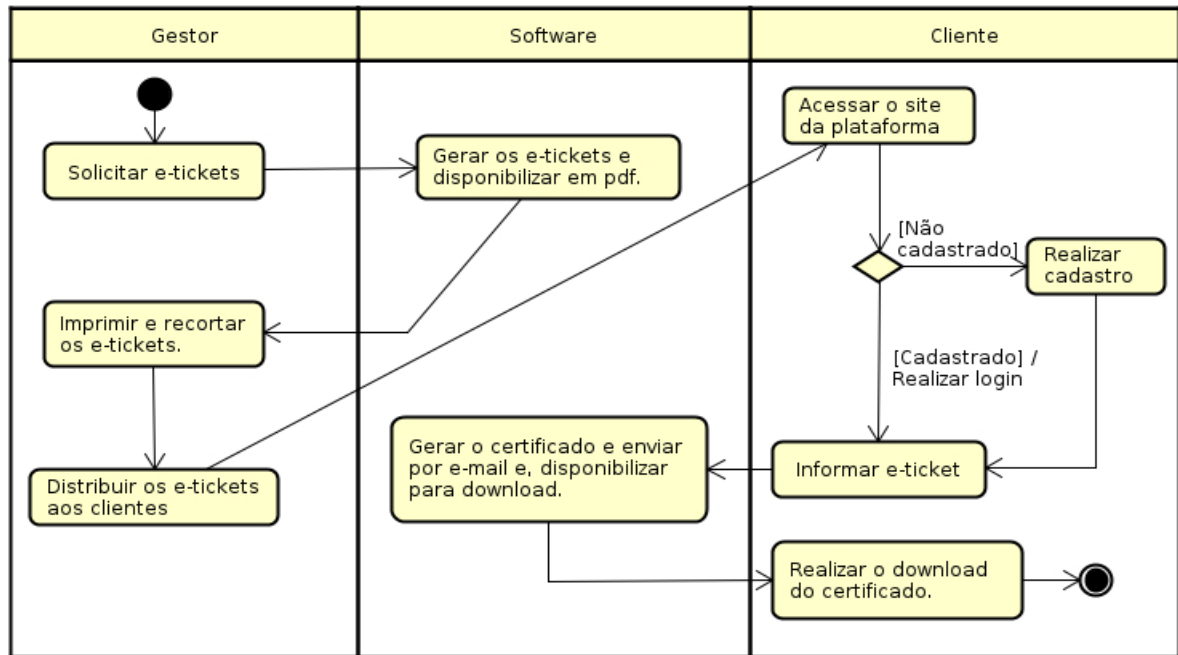 Gestor
Software
Cliente
Solicitar e-tickets
Gerar os e-tickets e
disponibilizar em pdf.
Acessar o site
da plataforma
[Não
cadastrado]
Realizar
cadastro
Imprimir e recortar
os e-tickets.
[Cadastrado] /
Realizar login
Distribuir os e-tickets
aos clientes
Gerar o certificado e enviar
por e-mail e, disponibilizar
para download.
Informar e-ticket
Realizar o download
do certificado.